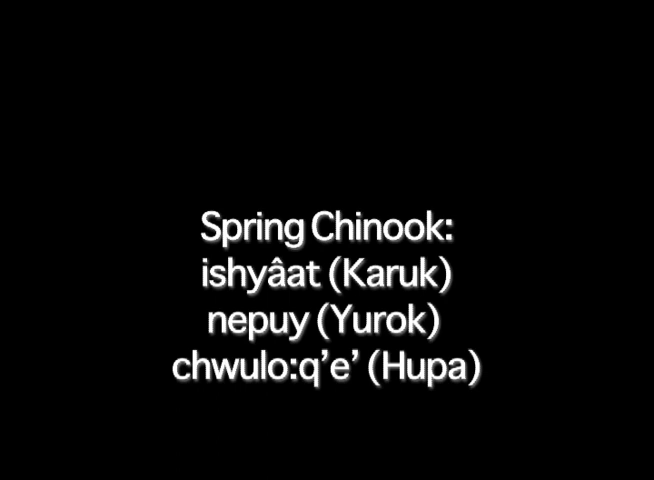 Spring Chinook:
ishyâat (Karuk)
nepuy (Yurok)
chwulo:q’e’ (Hupa)